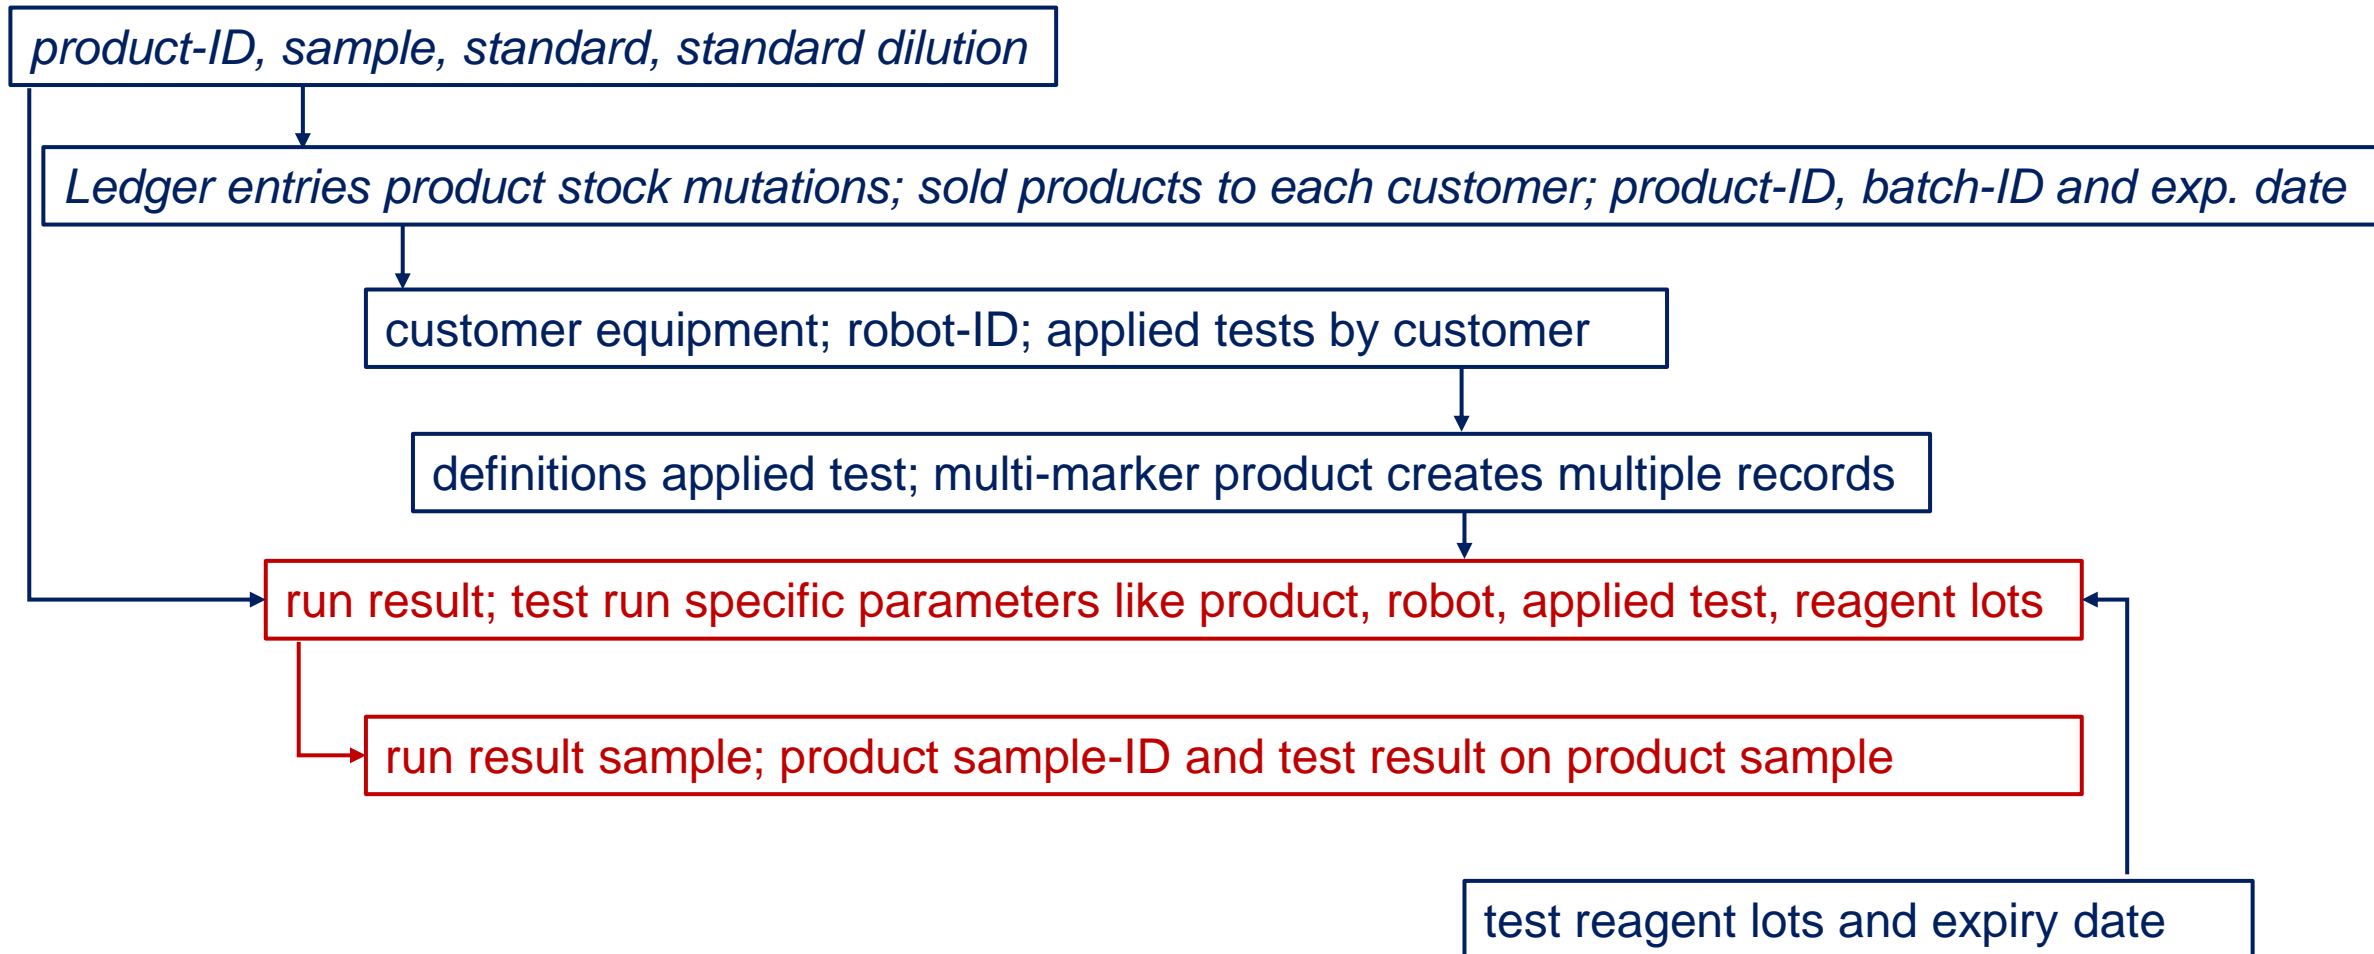 product-ID, sample, standard, standard dilution
Ledger entries product stock mutations; sold products to each customer; product-ID, batch-ID and exp. date
customer equipment; robot-ID; applied tests by customer
definitions applied test; multi-marker product creates multiple records
run result; test run specific parameters like product, robot, applied test, reagent lots
run result sample; product sample-ID and test result on product sample
test reagent lots and expiry date